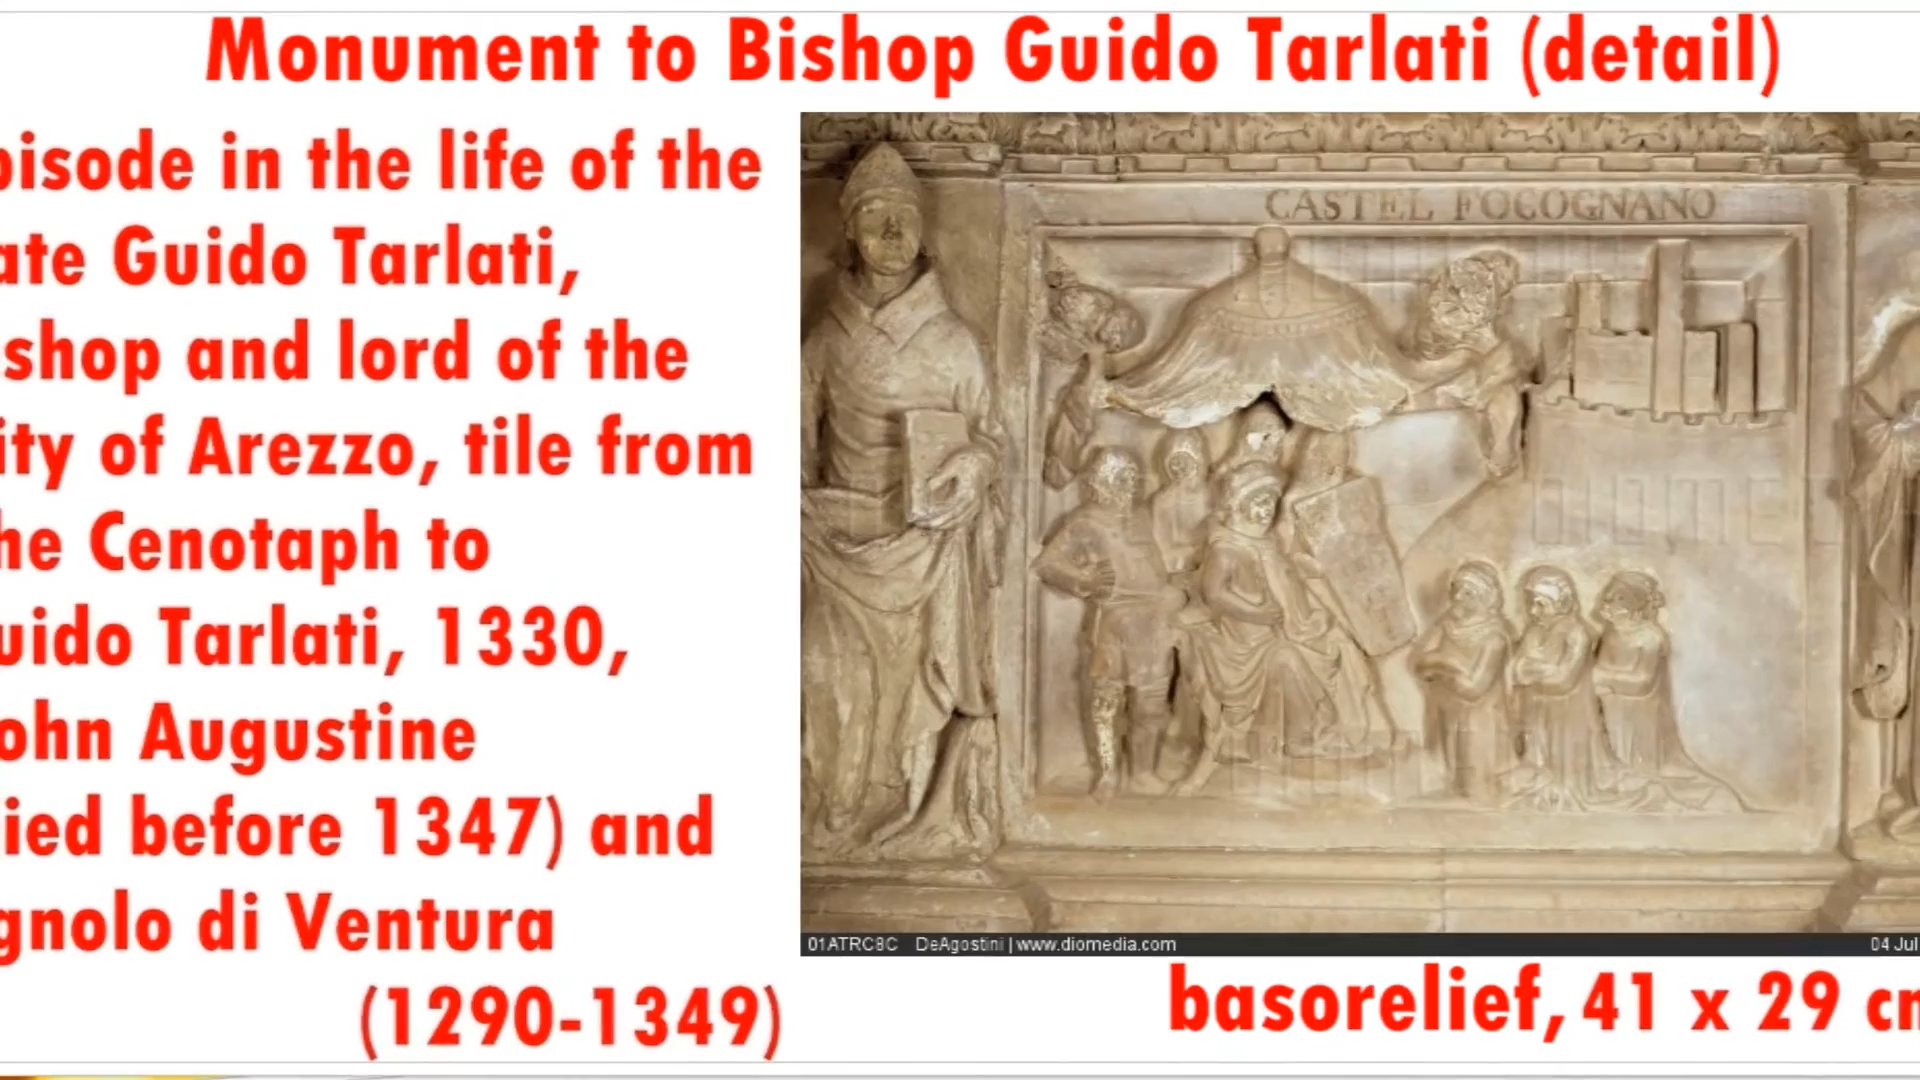 Monument to Bishop Guido Tarlati (detail)
pisode in the life of the
ate Guido Tarlati,
shop and lord of the
ity of Arezzo, tile from
he Cenotaph to
uido Tarlati, 1330,
ohn Augustine
ied before 1347) and
gnolo di Ventura
(1290-1349)
CASTEL FOCOGNANO
01ATRC8C DeAgostini | www.diomedia.com
04 Jul
basorelief, 41 x 29 cm